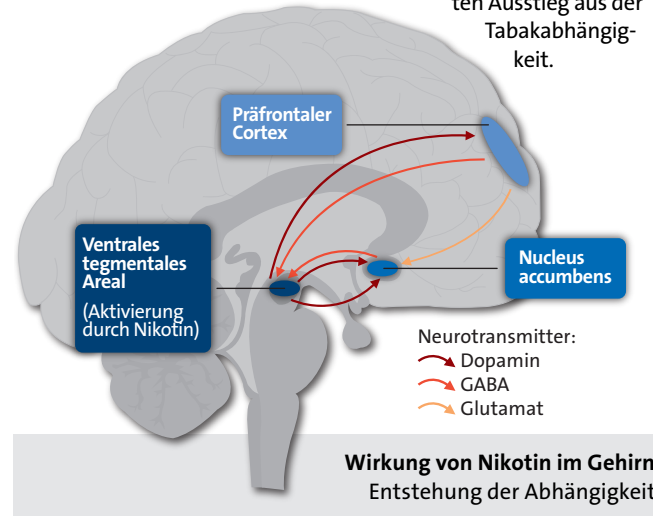 ten Ausstieg aus der
Tabakabhängig-
keit.
Präfrontaler
Cortex
Ventrales
tegmentales
Areal
(Aktivierung
durch Nikotin)
Nucleus
accumbens
Neurotransmitter:
Dopamin
GABA
Glutamat
Wirkung von Nikotin im Gehirn
Entstehung der Abhängigkeit